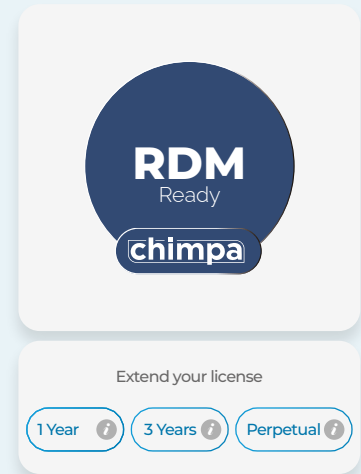 RDM
Ready
chimpa
Extend your license
1 Year i 3 Years i Perpetual i